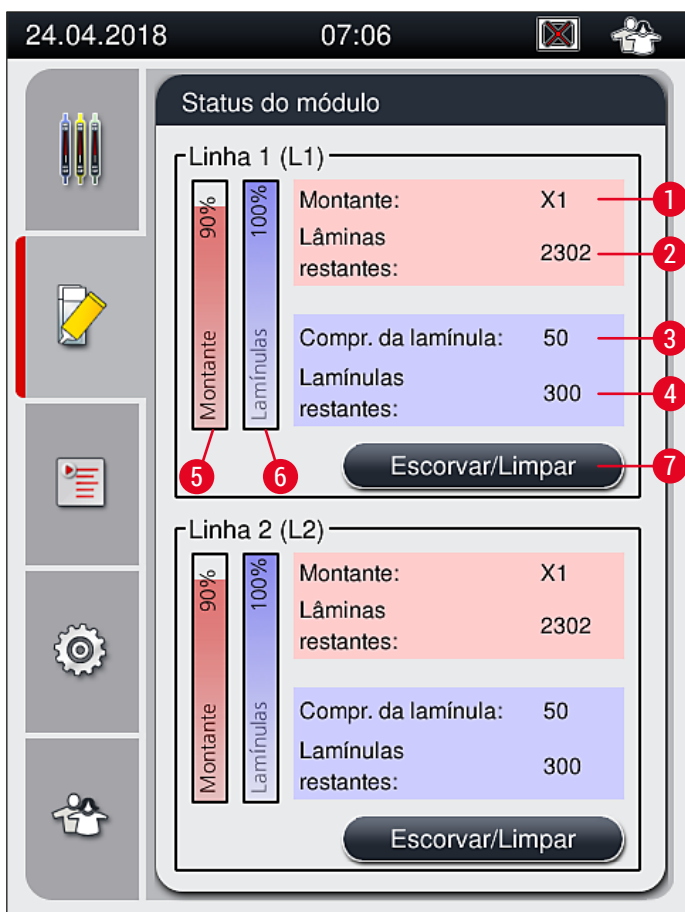 24.04.2018 07:06
Status do módulo
Linha 1 (L1)
90%
Montante
100%
Lamínulas
Montante: X1 1
Lâminas
restantes: 2302 2
Compr. da lamínula: 50 3
Lamínulas
restantes: 300 4
5 6
Escorvar/Limpar 7
Linha 2 (L2)
90%
Montante
100%
Lamínulas
Montante: X1
Lâminas
restantes: 2302
Compr. da lamínula: 50
Lamínulas
restantes: 300
Escorvar/Limpar